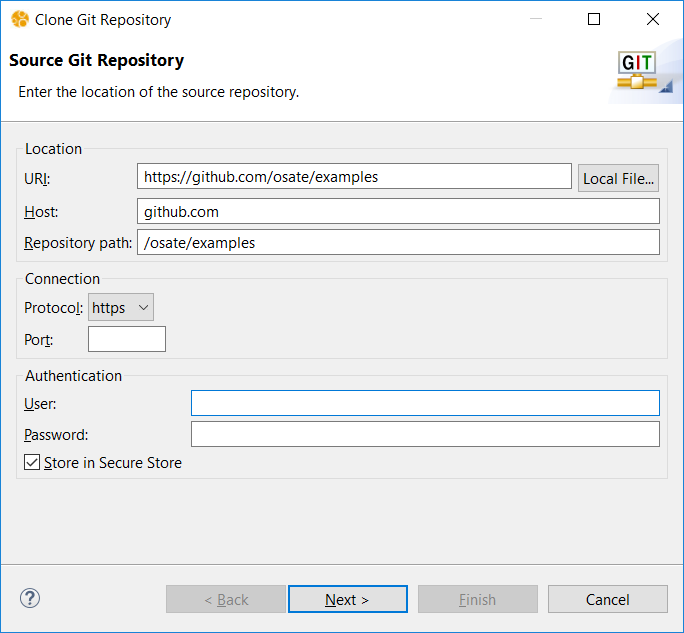 Clone Git Repository
Source Git Repository
GIT
Enter the location of the source repository.
Location
URI: https://github.com/osate/examples Local File...
Host: github.com
Repository path: /osate/examples
Connection
Protocol: https
Port:
Authentication
User:
Password:
Store in Secure Store
? < Back Next > Finish Cancel